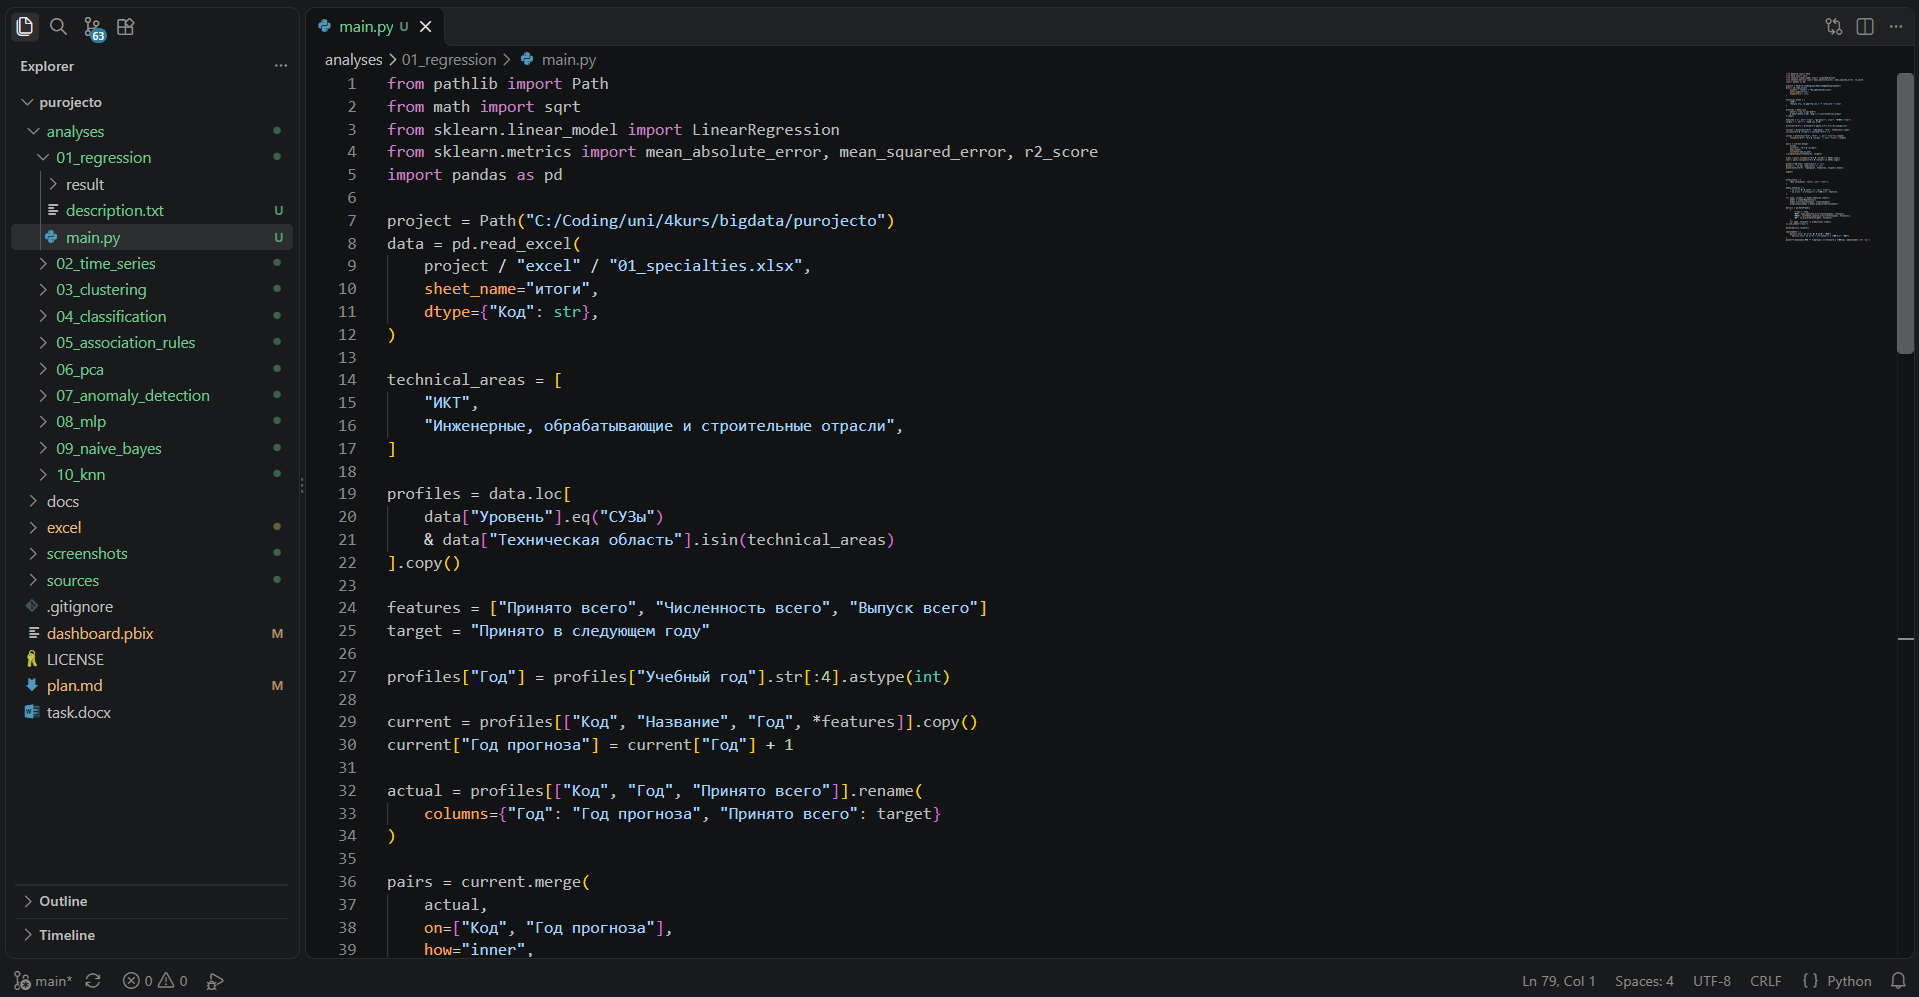 63
main.py U
Explorer
analyses > 01_regression > main.py
purojecto
analyses
01_regression
result
description.txt U
main.py U
02_time_series
03_clustering
04_classification
05_association_rules
06_pca
07_anomaly_detection
08_mlp
09_naive_bayes
10_knn
docs
excel
screenshots
sources
.gitignore
dashboard.pbix M
LICENSE
plan.md M
task.docx
Outline
Timeline
1 from pathlib import Path
2 from math import sqrt
3 from sklearn.linear_model import LinearRegression
4 from sklearn.metrics import mean_absolute_error, mean_squared_error, r2_score
5 import pandas as pd
6
7 project = Path("C:/Coding/uni/4kurs/bigdata/purojecto")
8 data = pd.read_excel(
9     project / "excel" / "01_specialties.xlsx",
10     sheet_name="итоги",
11     dtype={"Код": str},
12 )
13
14 technical_areas = [
15     "ИКТ",
16     "Инженерные, обрабатывающие и строительные отрасли",
17 ]
18
19 profiles = data.loc[
20     data["Уровень"].eq("СУЗы")
21     & data["Техническая область"].isin(technical_areas)
22 ].copy()
23
24 features = ["Принято всего", "Численность всего", "Выпуск всего"]
25 target = "Принято в следующем году"
26
27 profiles["Год"] = profiles["Учебный год"].str[:4].astype(int)
28
29 current = profiles[["Код", "Название", "Год", *features]].copy()
30 current["Год прогноза"] = current["Год"] + 1
31
32 actual = profiles[["Код", "Год", "Принято всего"]].rename(
33     columns={"Год": "Год прогноза", "Принято всего": target}
34 )
35
36 pairs = current.merge(
37     actual,
38     on=["Код", "Год прогноза"],
39     how="inner",
main* 0 0
Ln 79, Col 1 Spaces: 4 UTF-8 CRLF {} Python